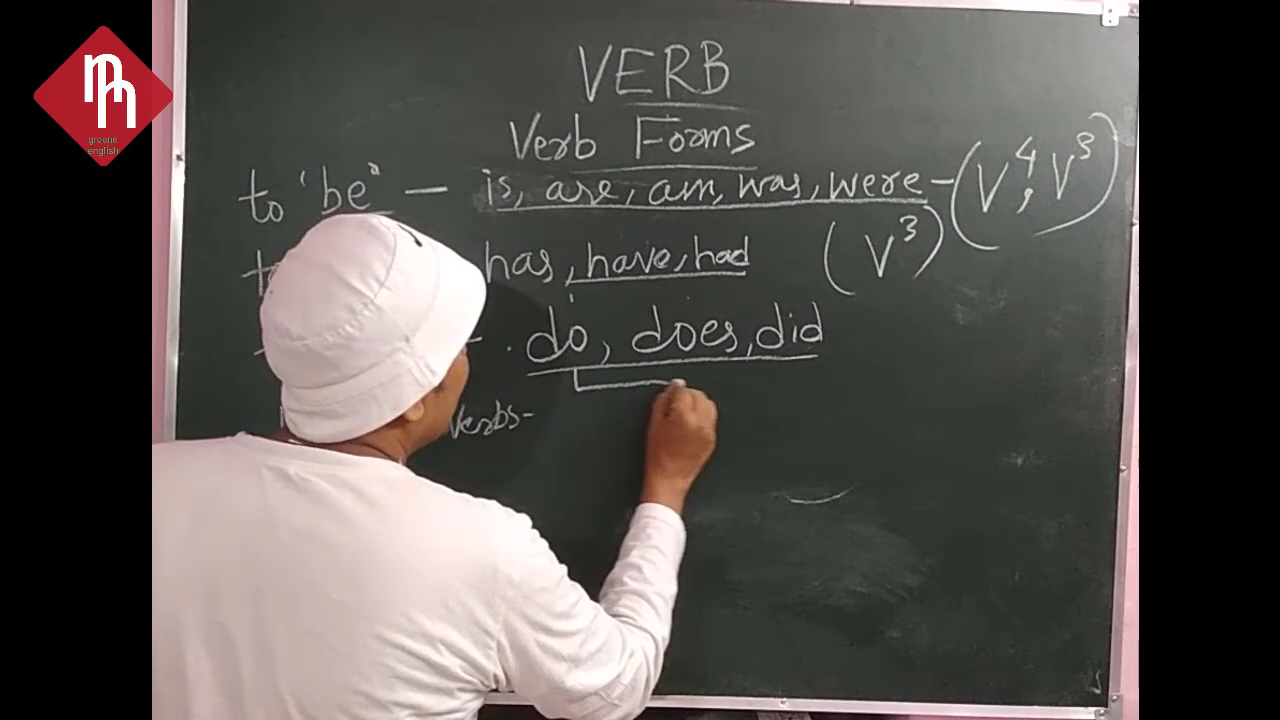 greene
english
VERB
Verb Forms
to 'be" – is, are, am, was, were – (V⁴, V³)
has, have, had (V³)
do, does, did
Verbs-